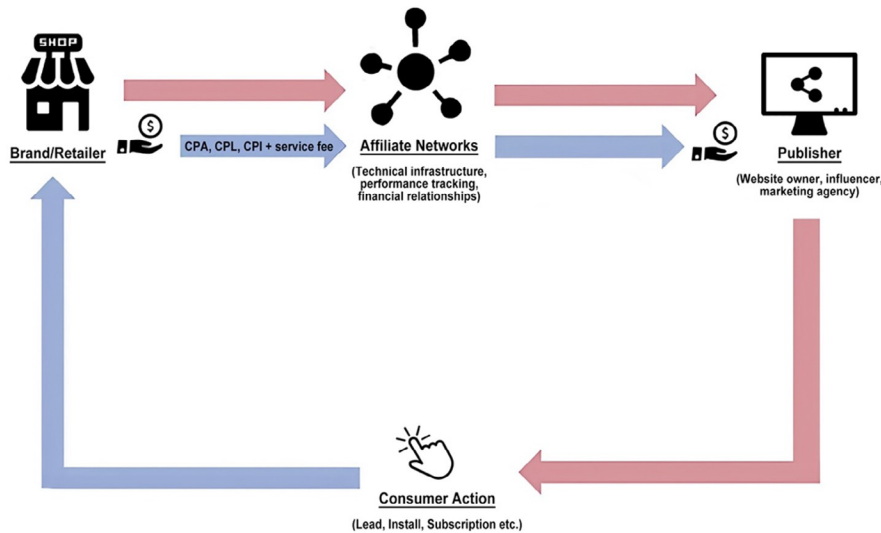 SHOP
$
$
CPA, CPL, CPI + service fee
Brand/Retailer
Affiliate Networks
Publisher
(Technical infrastructure,
performance tracking,
financial relationships)
(Website owner, influencer,
marketing agency)
Consumer Action
(Lead, Install, Subscription etc.)